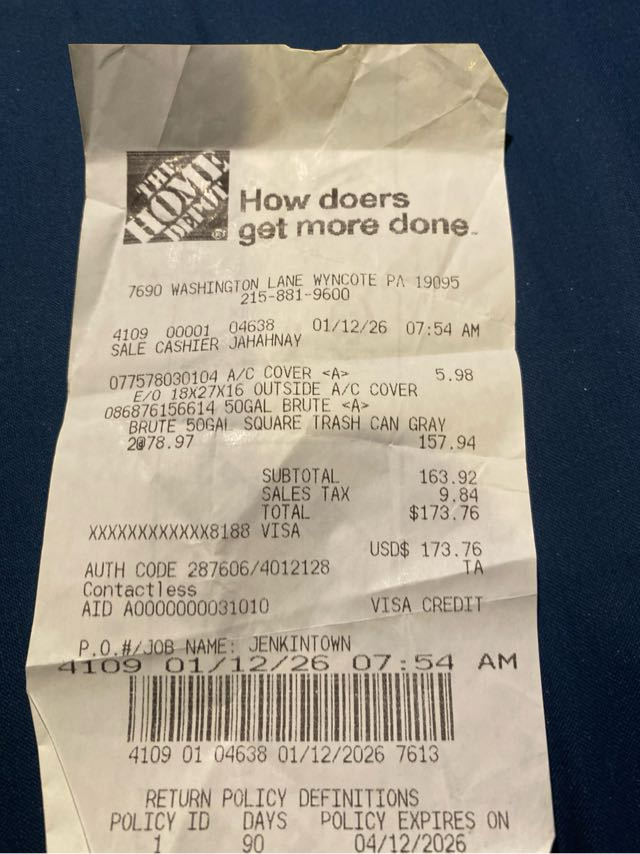 THE
HOME
DEPOT
How doers
get more done.
7690 WASHINGTON LANE WYNCOTE PA 19095
215-881-9600
4109 00001 04638 01/12/26 07:54 AM
SALE CASHIER JAHAHNAY
077578030104 A/C COVER <A> 5.98
E/O 18X27X16 OUTSIDE A/C COVER
086876156614 50GAL BRUTE <A>
BRUTE 50GAL SQUARE TRASH CAN GRAY
2@78.97 157.94
SUBTOTAL 163.92
SALES TAX 9.84
TOTAL $173.76
XXXXXXXXXXXX8188 VISA
USD$ 173.76
AUTH CODE 287606/4012128 TA
Contactless
AID A0000000031010 VISA CREDIT
P.O.#/JOB NAME: JENKINTOWN
4109 01/12/26 07:54 AM
4109 01 04638 01/12/2026 7613
RETURN POLICY DEFINITIONS
POLICY ID DAYS POLICY EXPIRES ON
1 90 04/12/2026